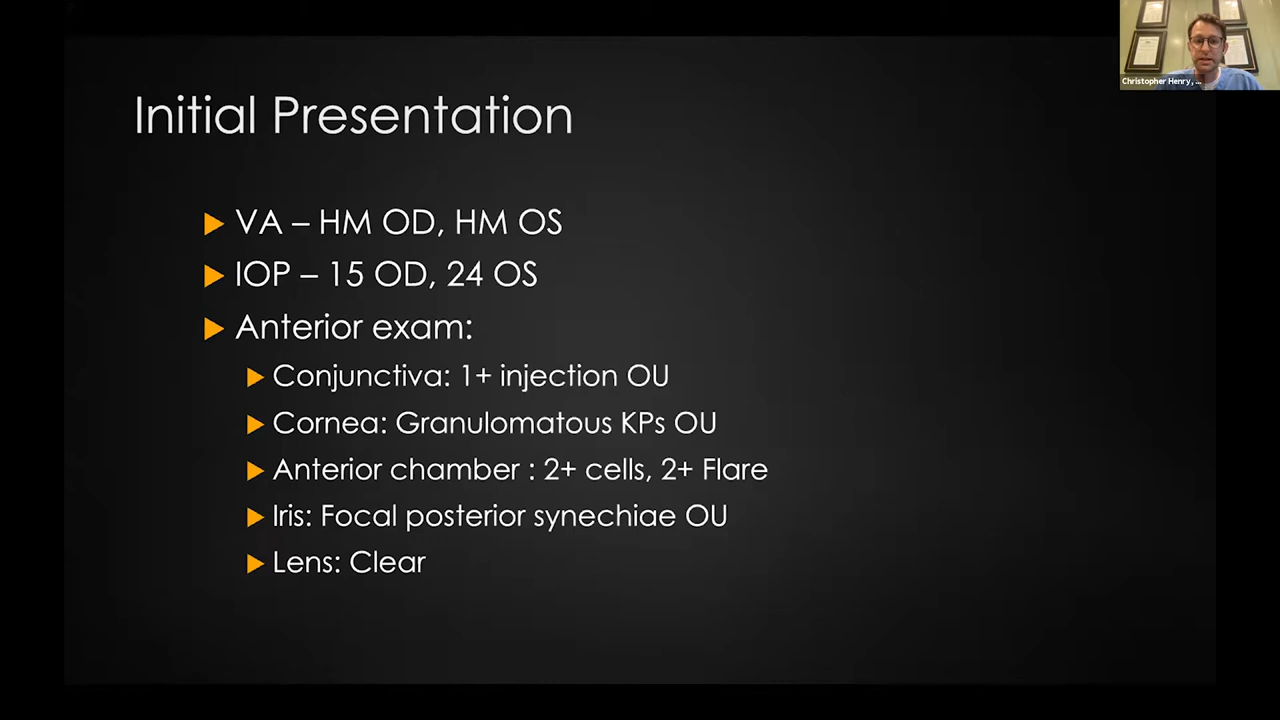 Initial Presentation
VA – HM OD, HM OS
IOP – 15 OD, 24 OS
Anterior exam:
Conjunctiva: 1+ injection OU
Cornea: Granulomatous KPs OU
Anterior chamber : 2+ cells, 2+ Flare
Iris: Focal posterior synechiae OU
Lens: Clear
Christopher Henry, ...